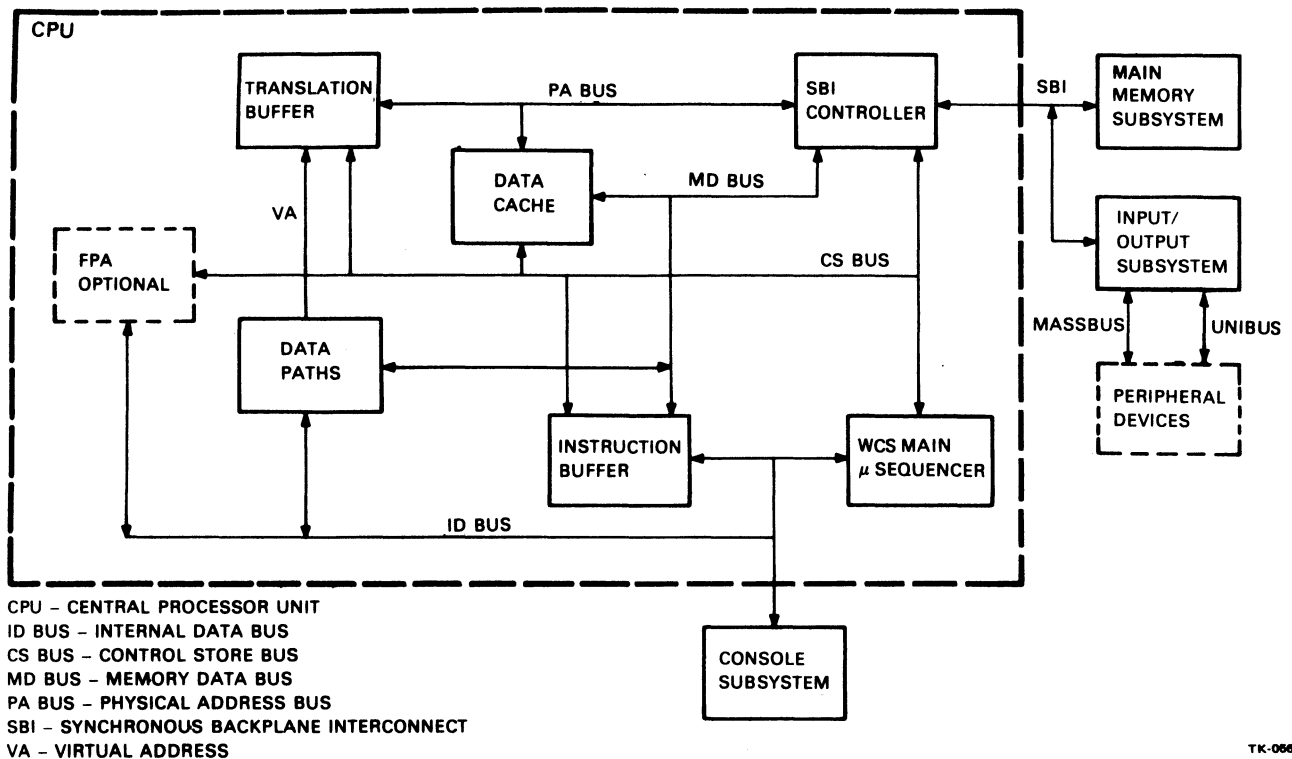 CPU
TRANSLATION
BUFFER
PA BUS
SBI
CONTROLLER
SBI
MAIN
MEMORY
SUBSYSTEM
DATA
CACHE
MD BUS
VA
INPUT/
OUTPUT
SUBSYSTEM
FPA
OPTIONAL
CS BUS
MASSBUS
UNIBUS
DATA
PATHS
PERIPHERAL
DEVICES
INSTRUCTION
BUFFER
WCS MAIN
μ SEQUENCER
ID BUS
CONSOLE
SUBSYSTEM
CPU – CENTRAL PROCESSOR UNIT
ID BUS – INTERNAL DATA BUS
CS BUS – CONTROL STORE BUS
MD BUS – MEMORY DATA BUS
PA BUS – PHYSICAL ADDRESS BUS
SBI – SYNCHRONOUS BACKPLANE INTERCONNECT
VA – VIRTUAL ADDRESS